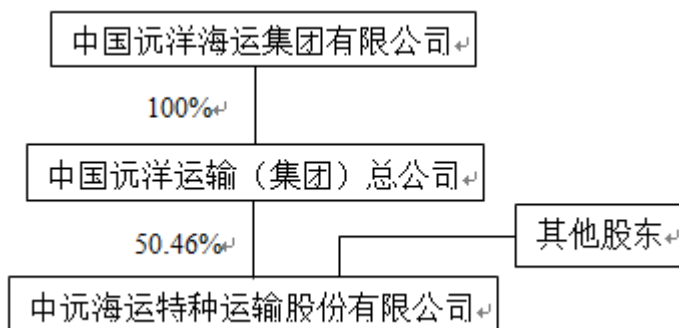 中国远洋海运集团有限公司
100%
中国远洋运输（集团）总公司
50.46%
其他股东
中远海运特种运输股份有限公司